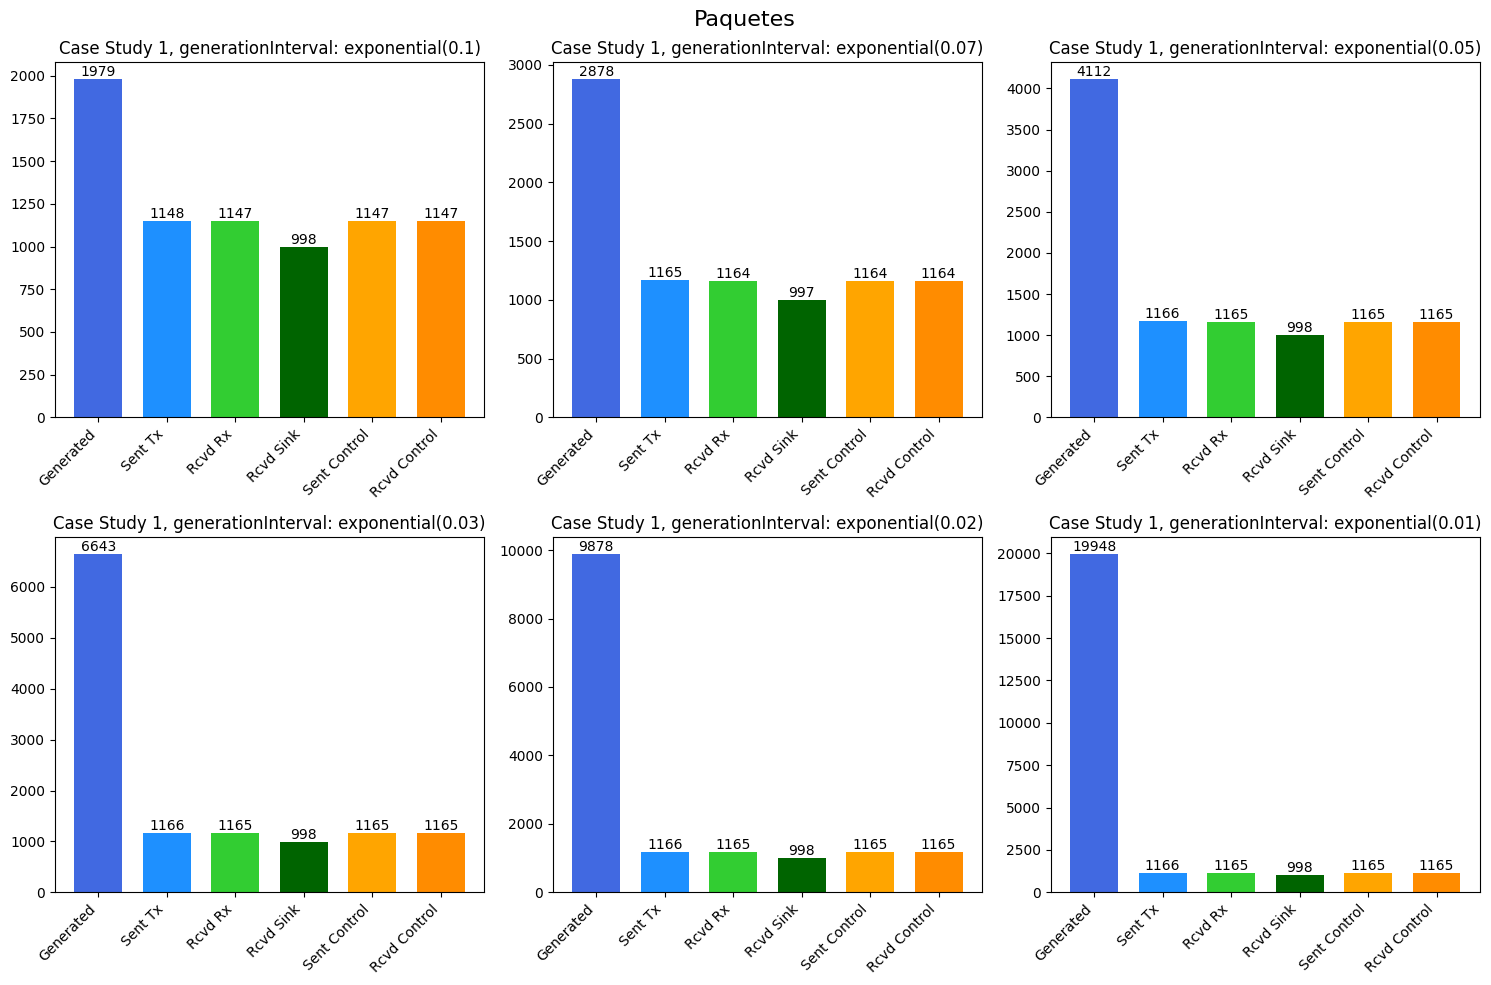 Paquetes
Case Study 1, generationInterval: exponential(0.1)
2000
1750
1500
1250
1000
750
500
250
0
1979
1148
1147
998
1147
1147
Generated
Sent Tx
Rcvd Rx
Rcvd Sink
Sent Control
Rcvd Control
Case Study 1, generationInterval: exponential(0.07)
3000
2500
2000
1500
1000
500
0
2878
1165
1164
997
1164
1164
Generated
Sent Tx
Rcvd Rx
Rcvd Sink
Sent Control
Rcvd Control
Case Study 1, generationInterval: exponential(0.05)
4000
3500
3000
2500
2000
1500
1000
500
0
4112
1166
1165
998
1165
1165
Generated
Sent Tx
Rcvd Rx
Rcvd Sink
Sent Control
Rcvd Control
Case Study 1, generationInterval: exponential(0.03)
6000
5000
4000
3000
2000
1000
0
6643
1166
1165
998
1165
1165
Generated
Sent Tx
Rcvd Rx
Rcvd Sink
Sent Control
Rcvd Control
Case Study 1, generationInterval: exponential(0.02)
10000
8000
6000
4000
2000
0
9878
1166
1165
998
1165
1165
Generated
Sent Tx
Rcvd Rx
Rcvd Sink
Sent Control
Rcvd Control
Case Study 1, generationInterval: exponential(0.01)
20000
17500
15000
12500
10000
7500
5000
2500
0
19948
1166
1165
998
1165
1165
Generated
Sent Tx
Rcvd Rx
Rcvd Sink
Sent Control
Rcvd Control